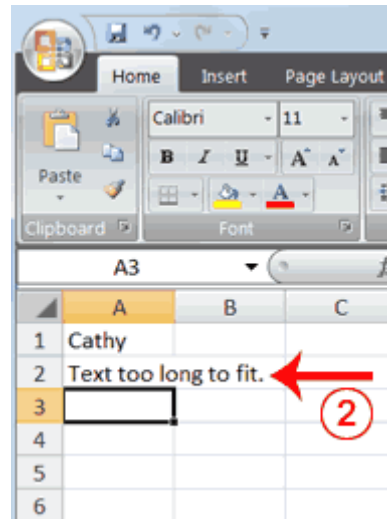 Home Insert Page Layout
Calibri 11
B I U A A
Paste
A
Clipboard Font
A3
A B C
1 Cathy
2 Text too long to fit.
3
2
4
5
6